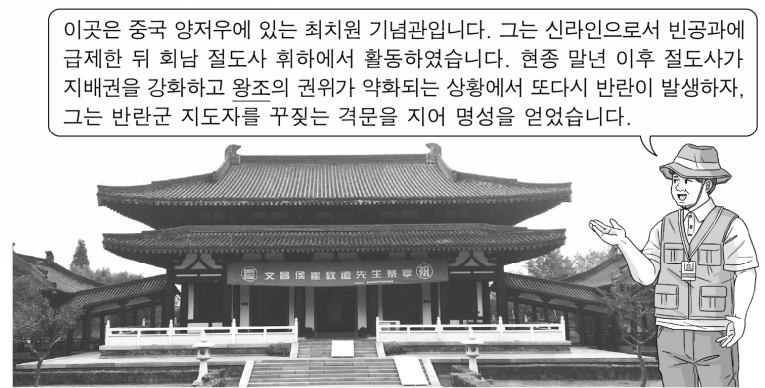 이곳은 중국 양저우에 있는 최치원 기념관입니다. 그는 신라인으로서 빈공과에
급제한 뒤 회남 절도사 휘하에서 활동하였습니다. 현종 말년 이후 절도사가
지배권을 강화하고 왕조의 권위가 약화되는 상황에서 또다시 반란이 발생하자,
그는 반란군 지도자를 꾸짖는 격문을 지어 명성을 얻었습니다.
文昌侯崔致遠先生祭享